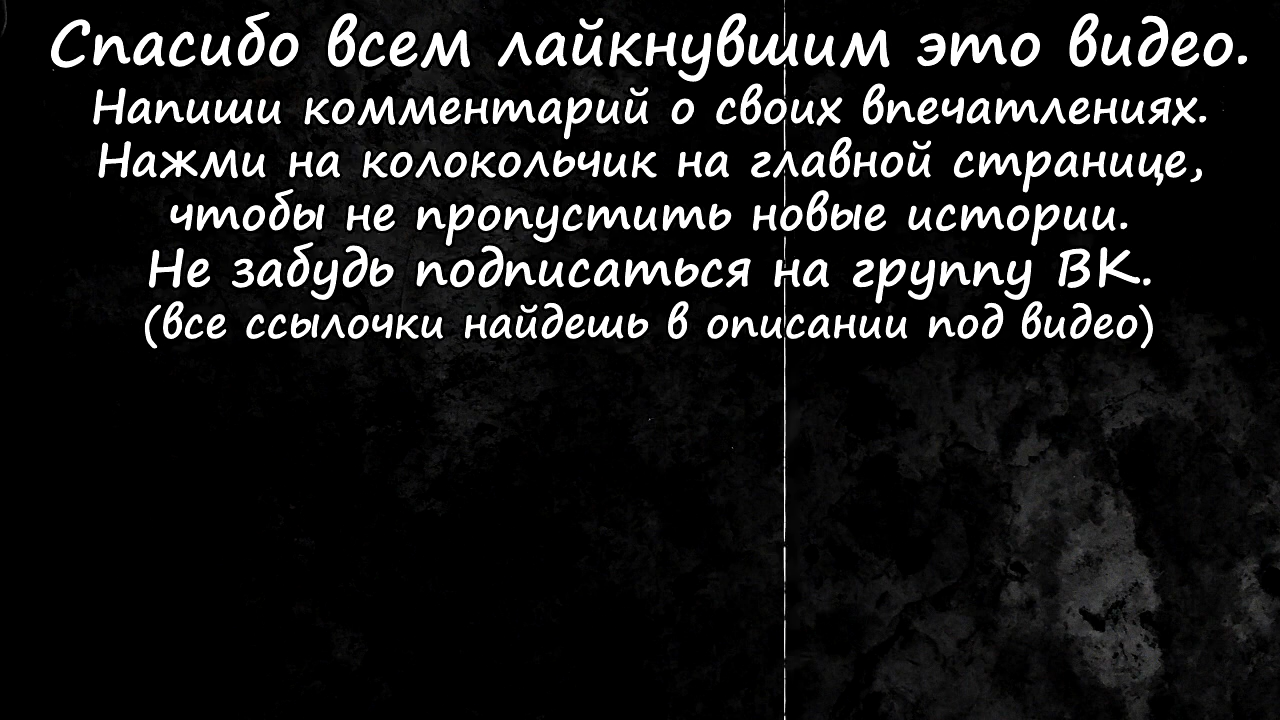 Спасибо всем лайкнувшим это видео.
Напиши комментарий о своих впечатлениях.
Нажми на колокольчик на главной странице,
чтобы не пропустить новые истории.
Не забудь подписаться на группу ВК.
(все ссылочки найдешь в описании под видео)